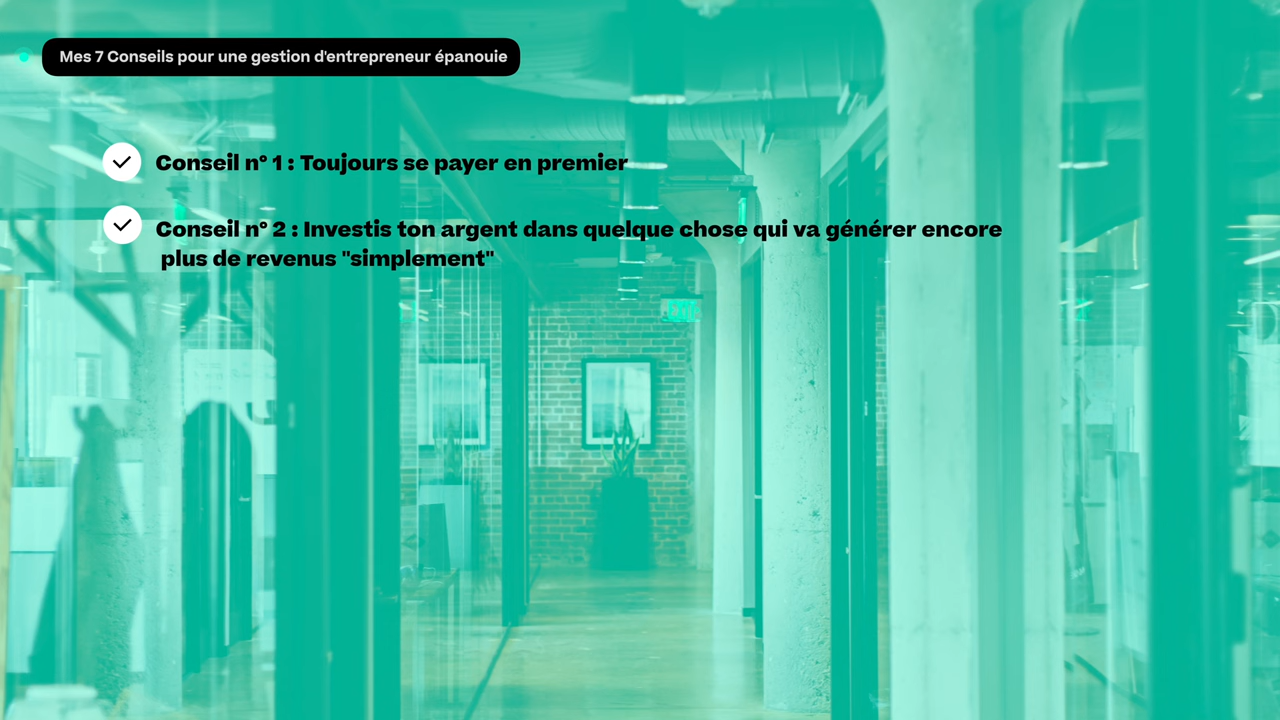 Mes 7 Conseils pour une gestion d'entrepreneur épanouie
Conseil n° 1 : Toujours se payer en premier
Conseil n° 2 : Investis ton argent dans quelque chose qui va générer encore
plus de revenus "simplement"
EXIT